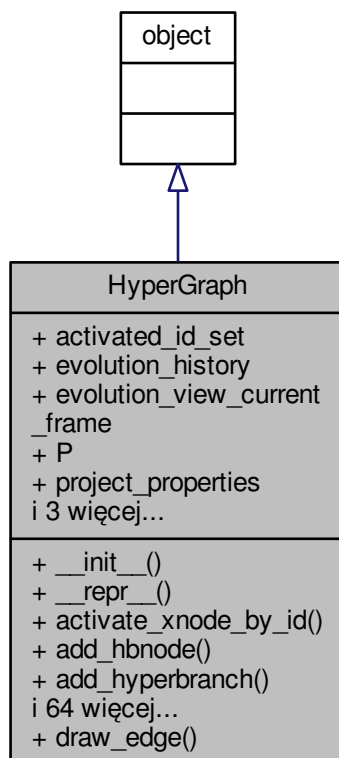 object
HyperGraph
+ activated_id_set
+ evolution_history
+ evolution_view_current
_frame
+ P
+ project_properties
i 3 więcej...
+ __init__()
+ __repr__()
+ activate_xnode_by_id()
+ add_hbnode()
+ add_hyperbranch()
i 64 więcej...
+ draw_edge()